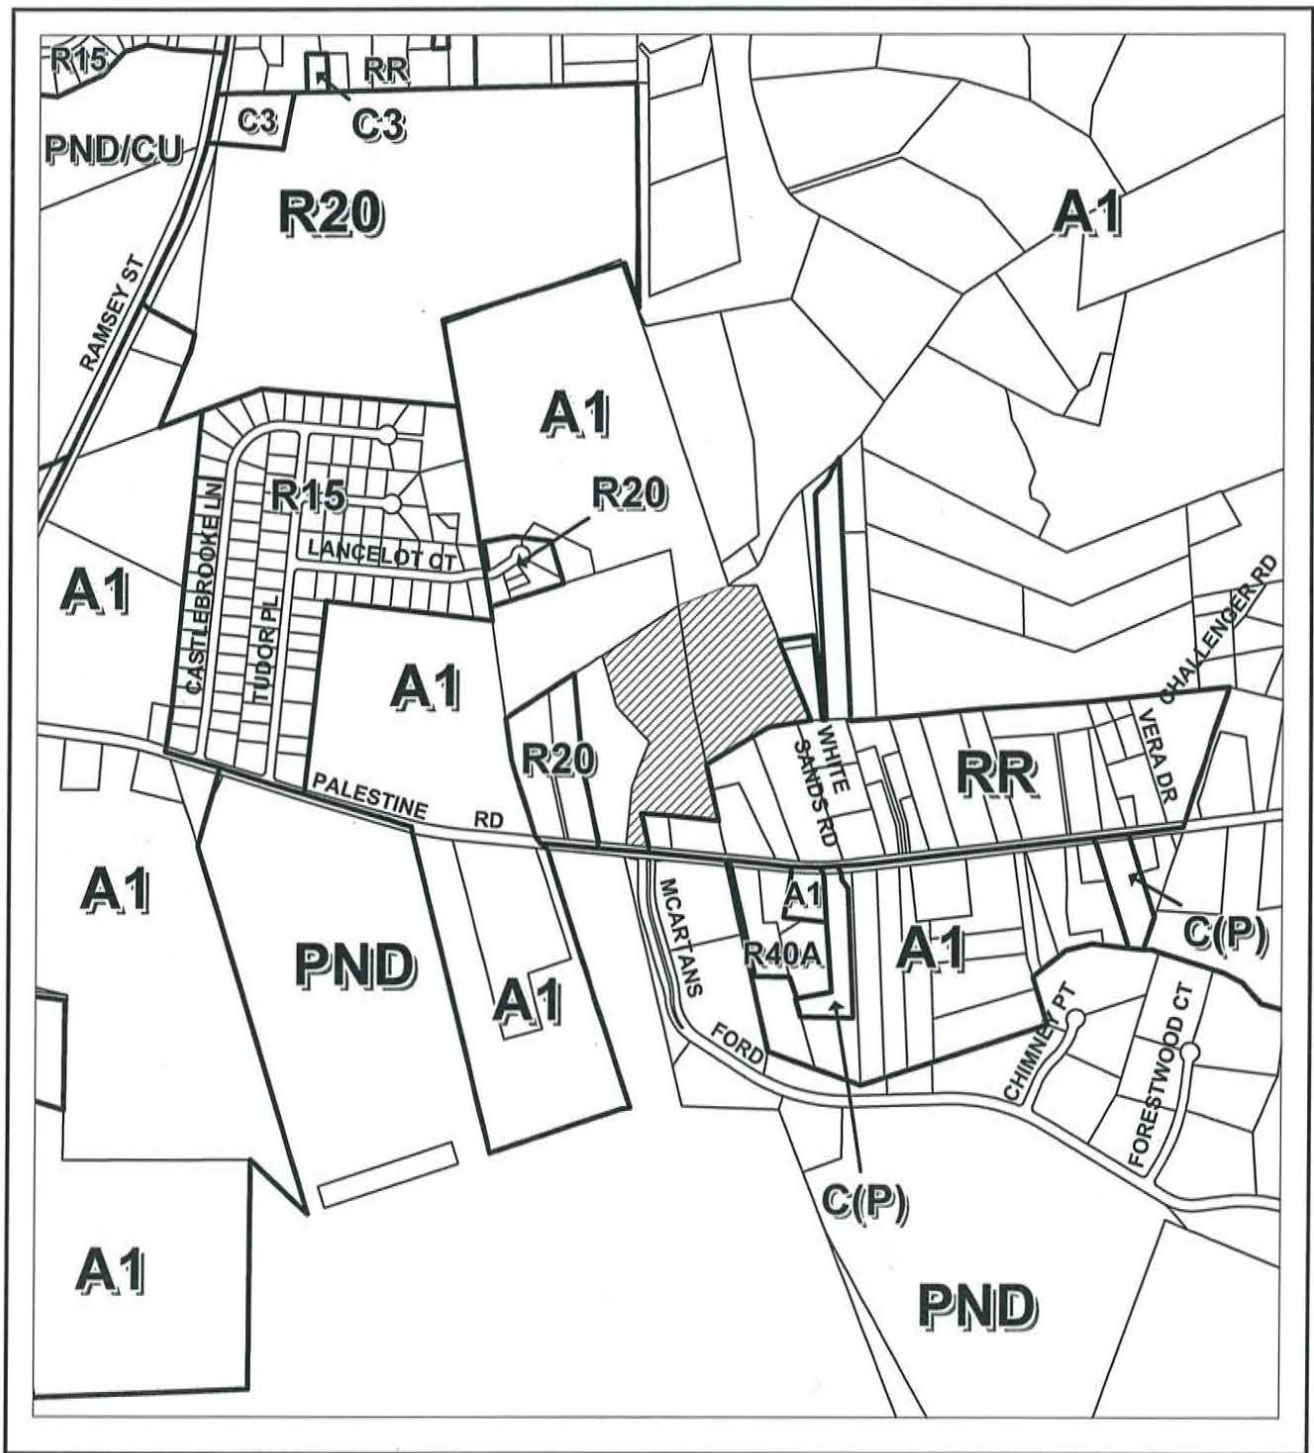 R15
RR
C3
C3
PND/CU
R20
A1
RAMSEY ST
A1
R15
R20
CASTLEBROOKE LN
LANCELOT CT
A1
TUDOR PL
A1
CHALLENGER RD
R20
WHITE
SANDS RD
RR
VERA DR
PALESTINE
RD
A1
MCARTANS
A1
R40A
A1
C(P)
PND
A1
FORD
CHIMNEY PT
FORESTWOOD CT
C(P)
A1
PND